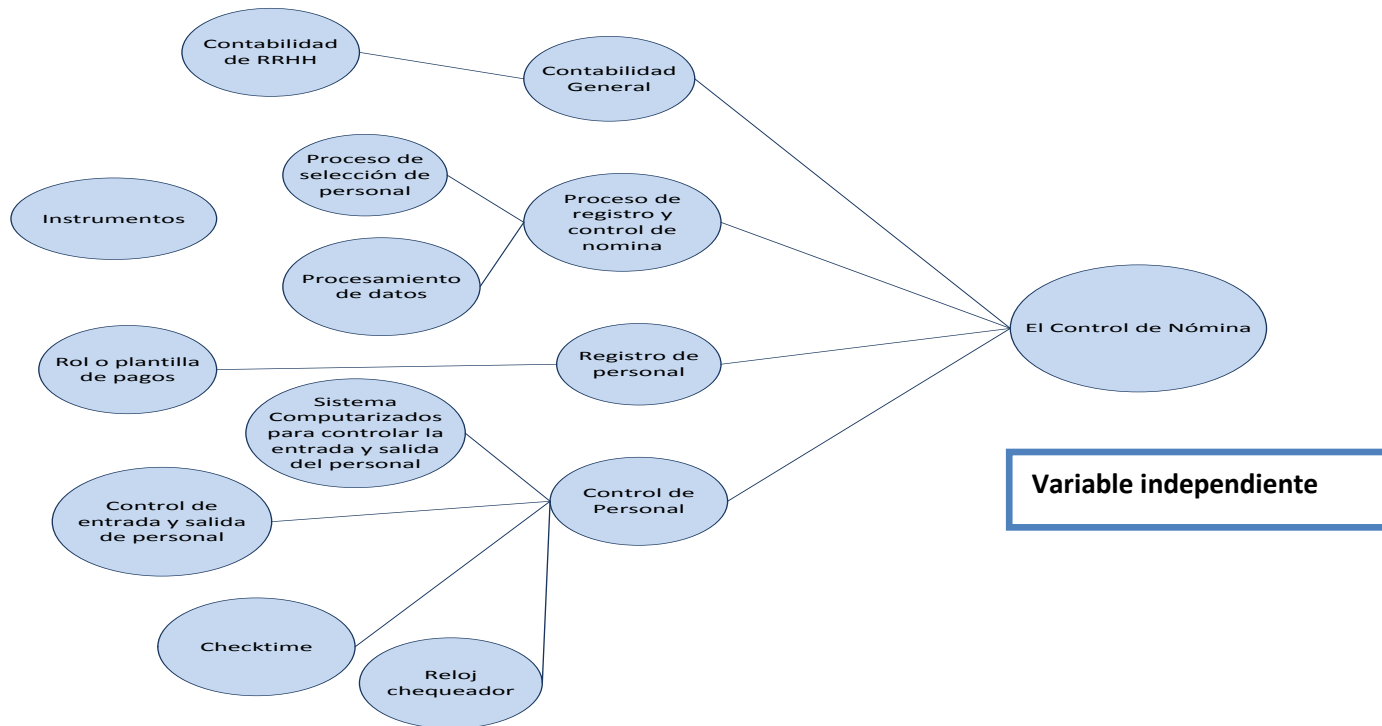 Contabilidad
de RRHH
Contabilidad
General
Proceso de
selección de
personal
Proceso de
registro y
control de
nomina
Instrumentos
Procesamiento
de datos
El Control de Nómina
Rol o plantilla
de pagos
Registro de
personal
Sistema
Computarizados
para controlar la
entrada y salida
del personal
Variable independiente
Control de
Personal
Control de
entrada y salida
de personal
Checktime
Reloj
chequeador